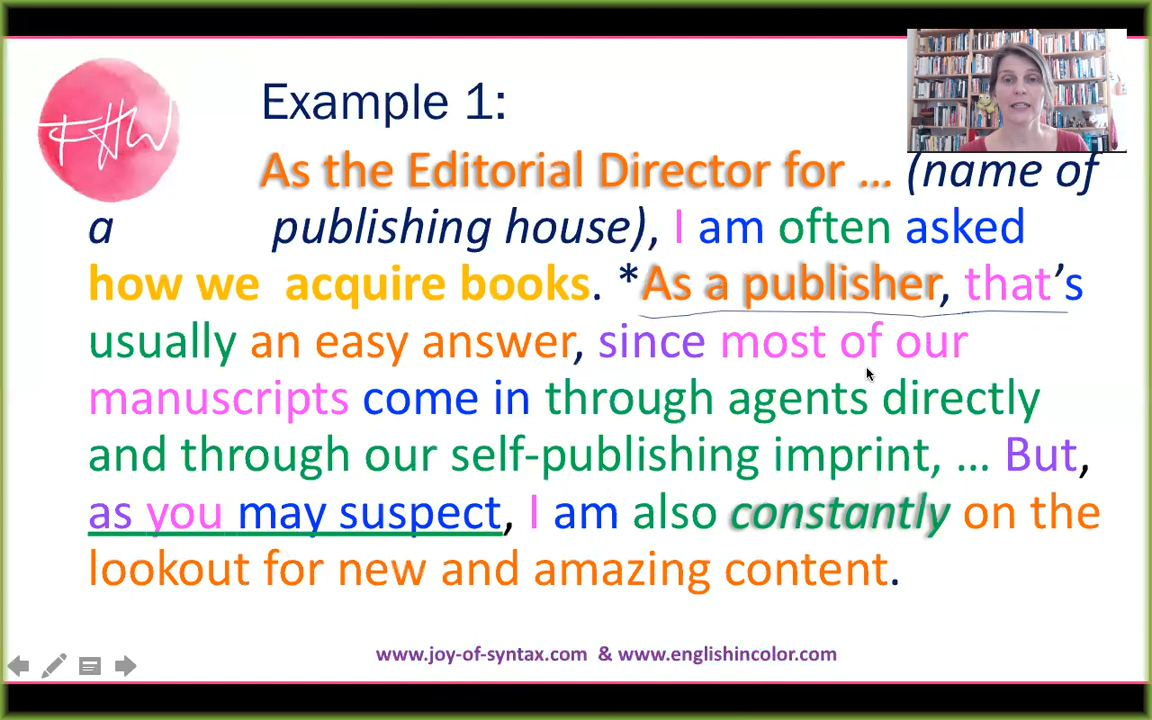 FHW
Example 1:
As the Editorial Director for ... (name of
a publishing house), I am often asked
how we acquire books. *As a publisher, that's
usually an easy answer, since most of our
manuscripts come in through agents directly
and through our self-publishing imprint, ... But,
as you may suspect, I am also constantly on the
lookout for new and amazing content.
www.joy-of-syntax.com & www.englishincolor.com